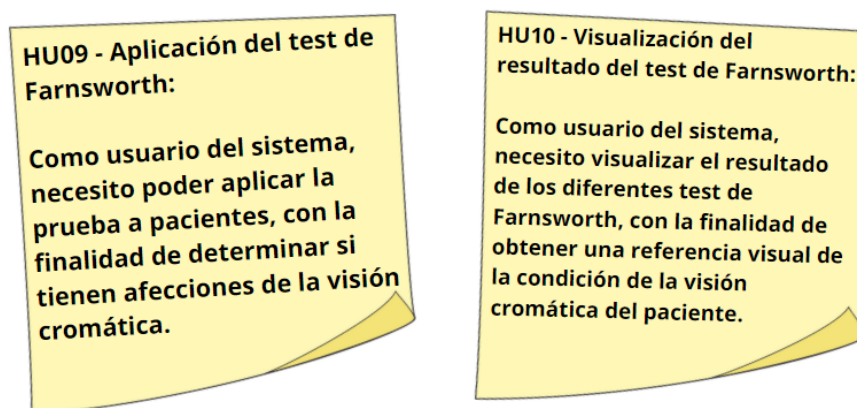 HU09 - Aplicación del test de
Farnsworth:
Como usuario del sistema,
necesito poder aplicar la
prueba a pacientes, con la
finalidad de determinar si
tienen afecciones de la visión
cromática.
HU10 - Visualización del
resultado del test de Farnsworth:
Como usuario del sistema,
necesito visualizar el resultado
de los diferentes test de
Farnsworth, con la finalidad de
obtener una referencia visual de
la condición de la visión
cromática del paciente.